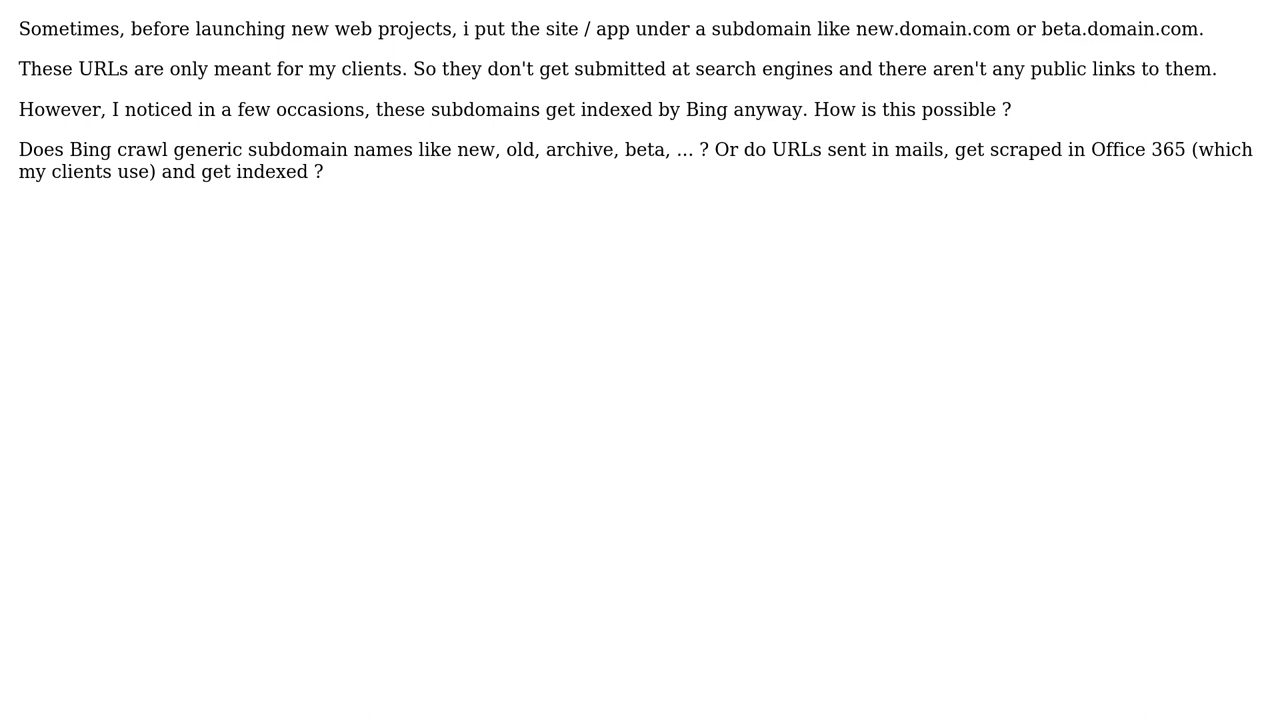 Sometimes, before launching new web projects, i put the site / app under a subdomain like new.domain.com or beta.domain.com.
These URLs are only meant for my clients. So they don't get submitted at search engines and there aren't any public links to them.
However, I noticed in a few occasions, these subdomains get indexed by Bing anyway. How is this possible ?
Does Bing crawl generic subdomain names like new, old, archive, beta, ... ? Or do URLs sent in mails, get scraped in Office 365 (which
my clients use) and get indexed ?